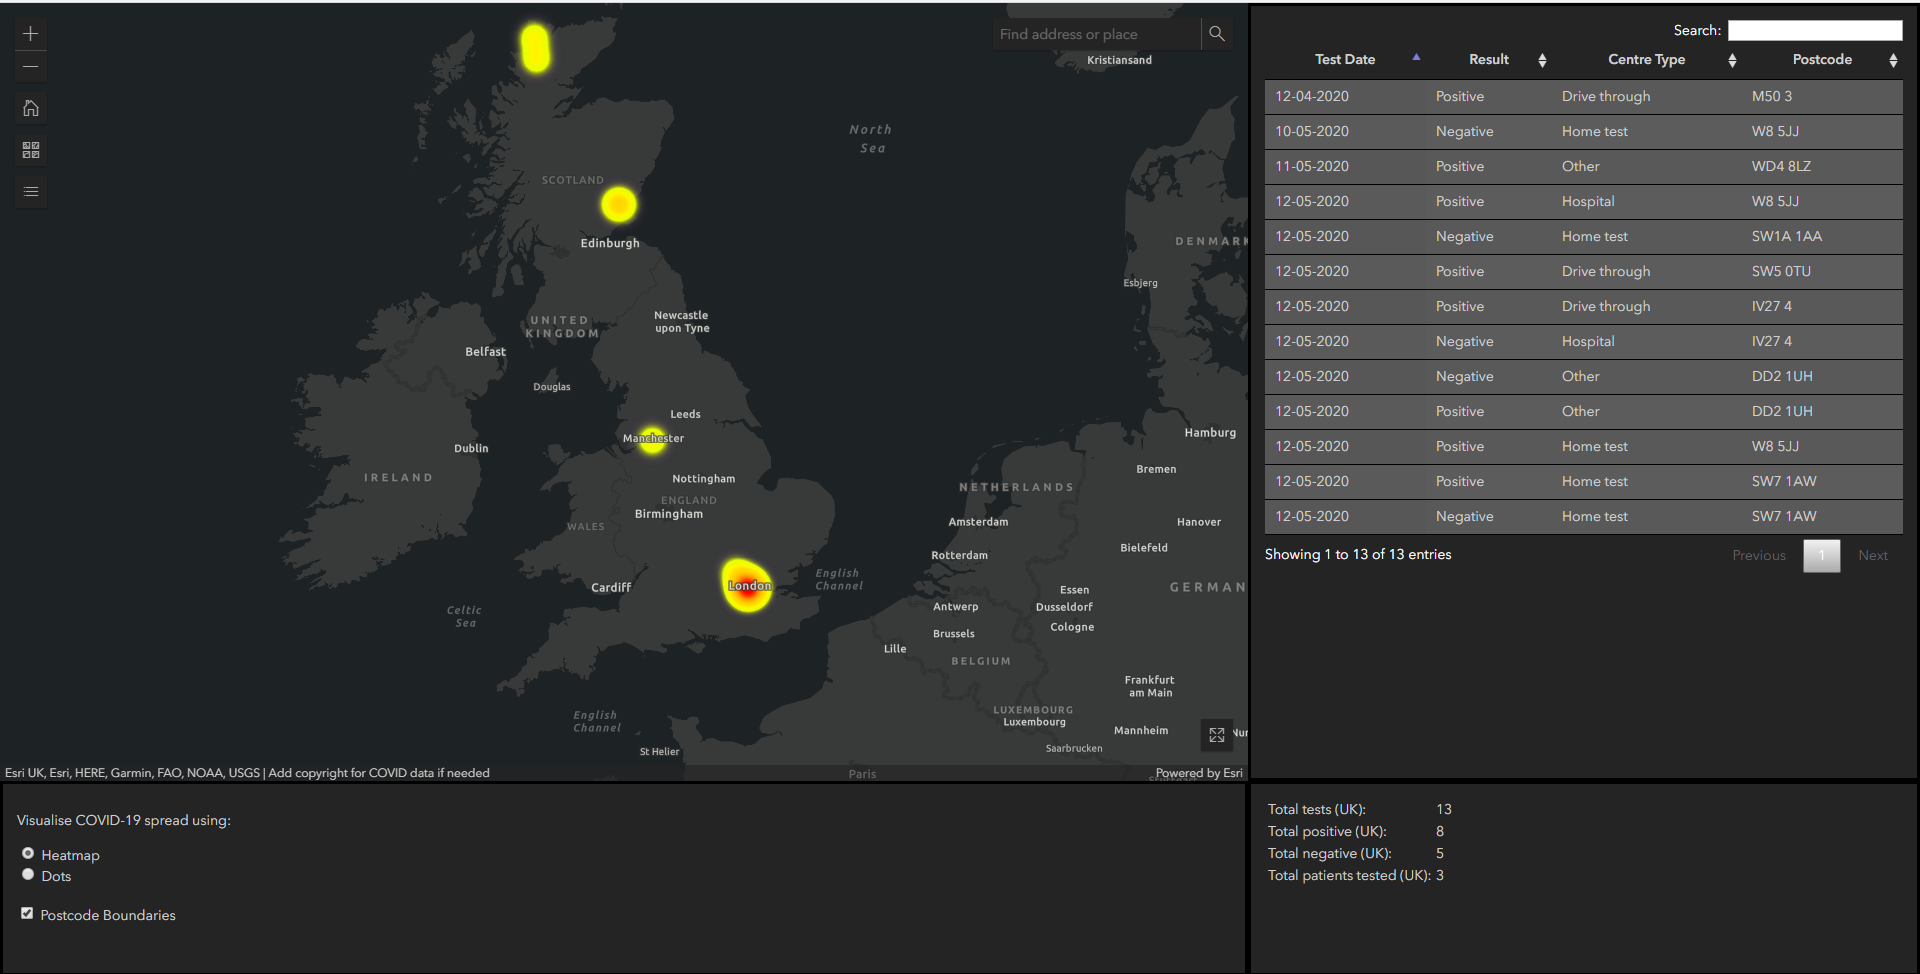 Find address or place
Kristiansand
North
Sea
SCOTLAND
Edinburgh
DENMARK
Esbjerg
UNITED
KINGDOM
Newcastle
upon Tyne
Belfast
Douglas
Leeds
Manchester
Hamburg
Dublin
Bremen
IRELAND
Nottingham
NETHERLANDS
ENGLAND
Birmingham
WALES
Amsterdam
Hanover
Bielefeld
Rotterdam
English
Channel
London
Cardiff
Essen
GERMAN
Celtic
Sea
Antwerp
Dusseldorf
Cologne
Brussels
Lille
BELGIUM
Frankfurt
am Main
LUXEMBOURG
Luxembourg
English
Channel
Mannheim
Nur
St Helier
Saarbrucken
Paris
Esri UK, Esri, HERE, Garmin, FAO, NOAA, USGS | Add copyright for COVID data if needed
Powered by Esri
Search:
Test Date Result Centre Type Postcode
12-04-2020 Positive Drive through M50 3
10-05-2020 Negative Home test W8 5JJ
11-05-2020 Positive Other WD4 8LZ
12-05-2020 Positive Hospital W8 5JJ
12-05-2020 Negative Home test SW1A 1AA
12-05-2020 Positive Drive through SW5 0TU
12-05-2020 Positive Drive through IV27 4
12-05-2020 Negative Hospital IV27 4
12-05-2020 Negative Other DD2 1UH
12-05-2020 Positive Other DD2 1UH
12-05-2020 Positive Home test W8 5JJ
12-05-2020 Positive Home test SW7 1AW
12-05-2020 Negative Home test SW7 1AW
Showing 1 to 13 of 13 entries
Previous 1 Next
Visualise COVID-19 spread using:
Heatmap
Dots
Postcode Boundaries
Total tests (UK): 13
Total positive (UK): 8
Total negative (UK): 5
Total patients tested (UK): 3